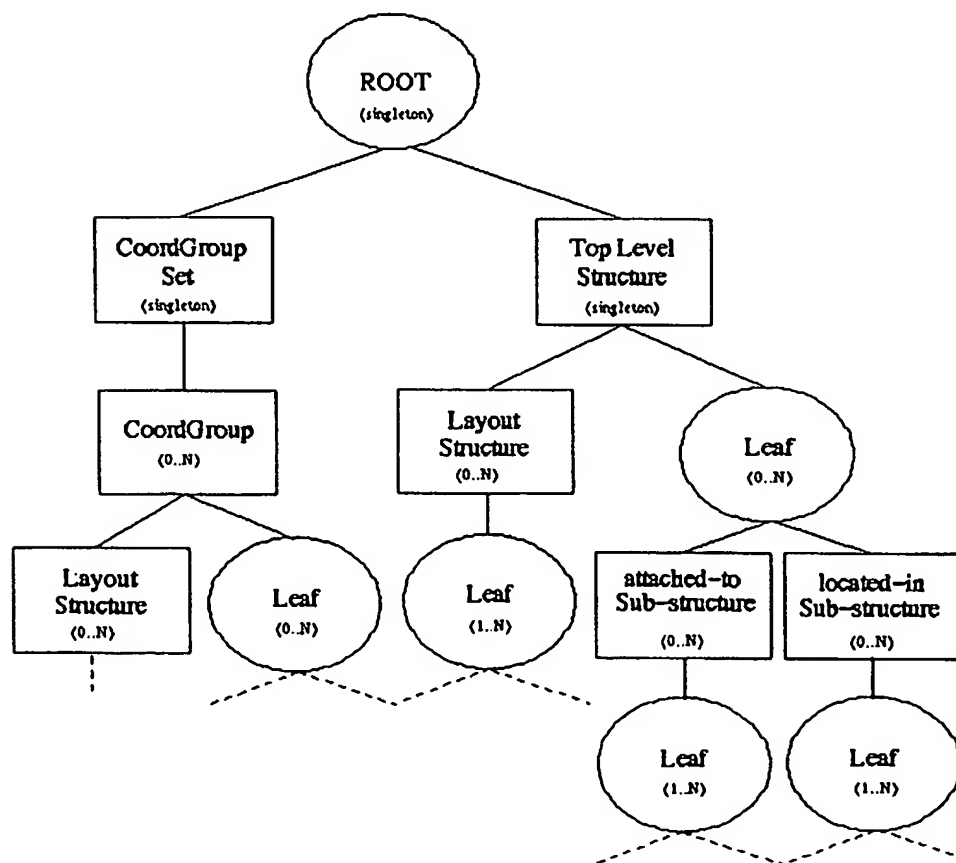 ROOT
(singleton)
CoordGroup
Set
(singleton)
Top Level
Structure
(singleton)
CoordGroup
(0..N)
Layout
Structure
(0..N)
Leaf
(0..N)
Layout
Structure
(0..N)
Leaf
(0..N)
Leaf
(1..N)
attached-to
Sub-structure
(0..N)
located-in
Sub-structure
(0..N)
Leaf
(1..N)
Leaf
(1..N)